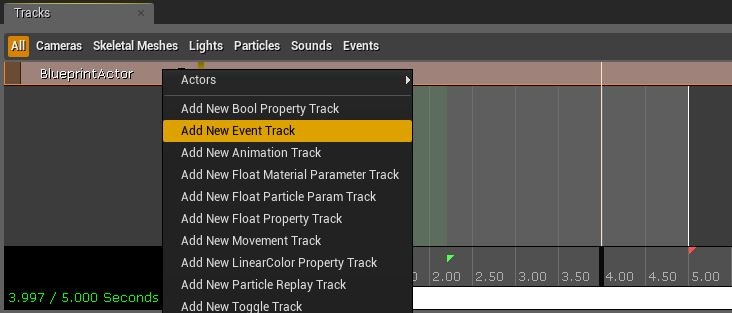 Tracks ×
All Cameras Skeletal Meshes Lights Particles Sounds Events
BlueprintActor
Actors
Add New Bool Property Track
Add New Event Track
Add New Animation Track
Add New Float Material Parameter Track
Add New Float Particle Param Track
Add New Float Property Track
Add New Movement Track
Add New LinearColor Property Track
Add New Particle Replay Track
Add New Toggle Track
2.00 2.50 3.00 3.50 4.00 4.50 5.00
3.997 / 5.000 Seconds